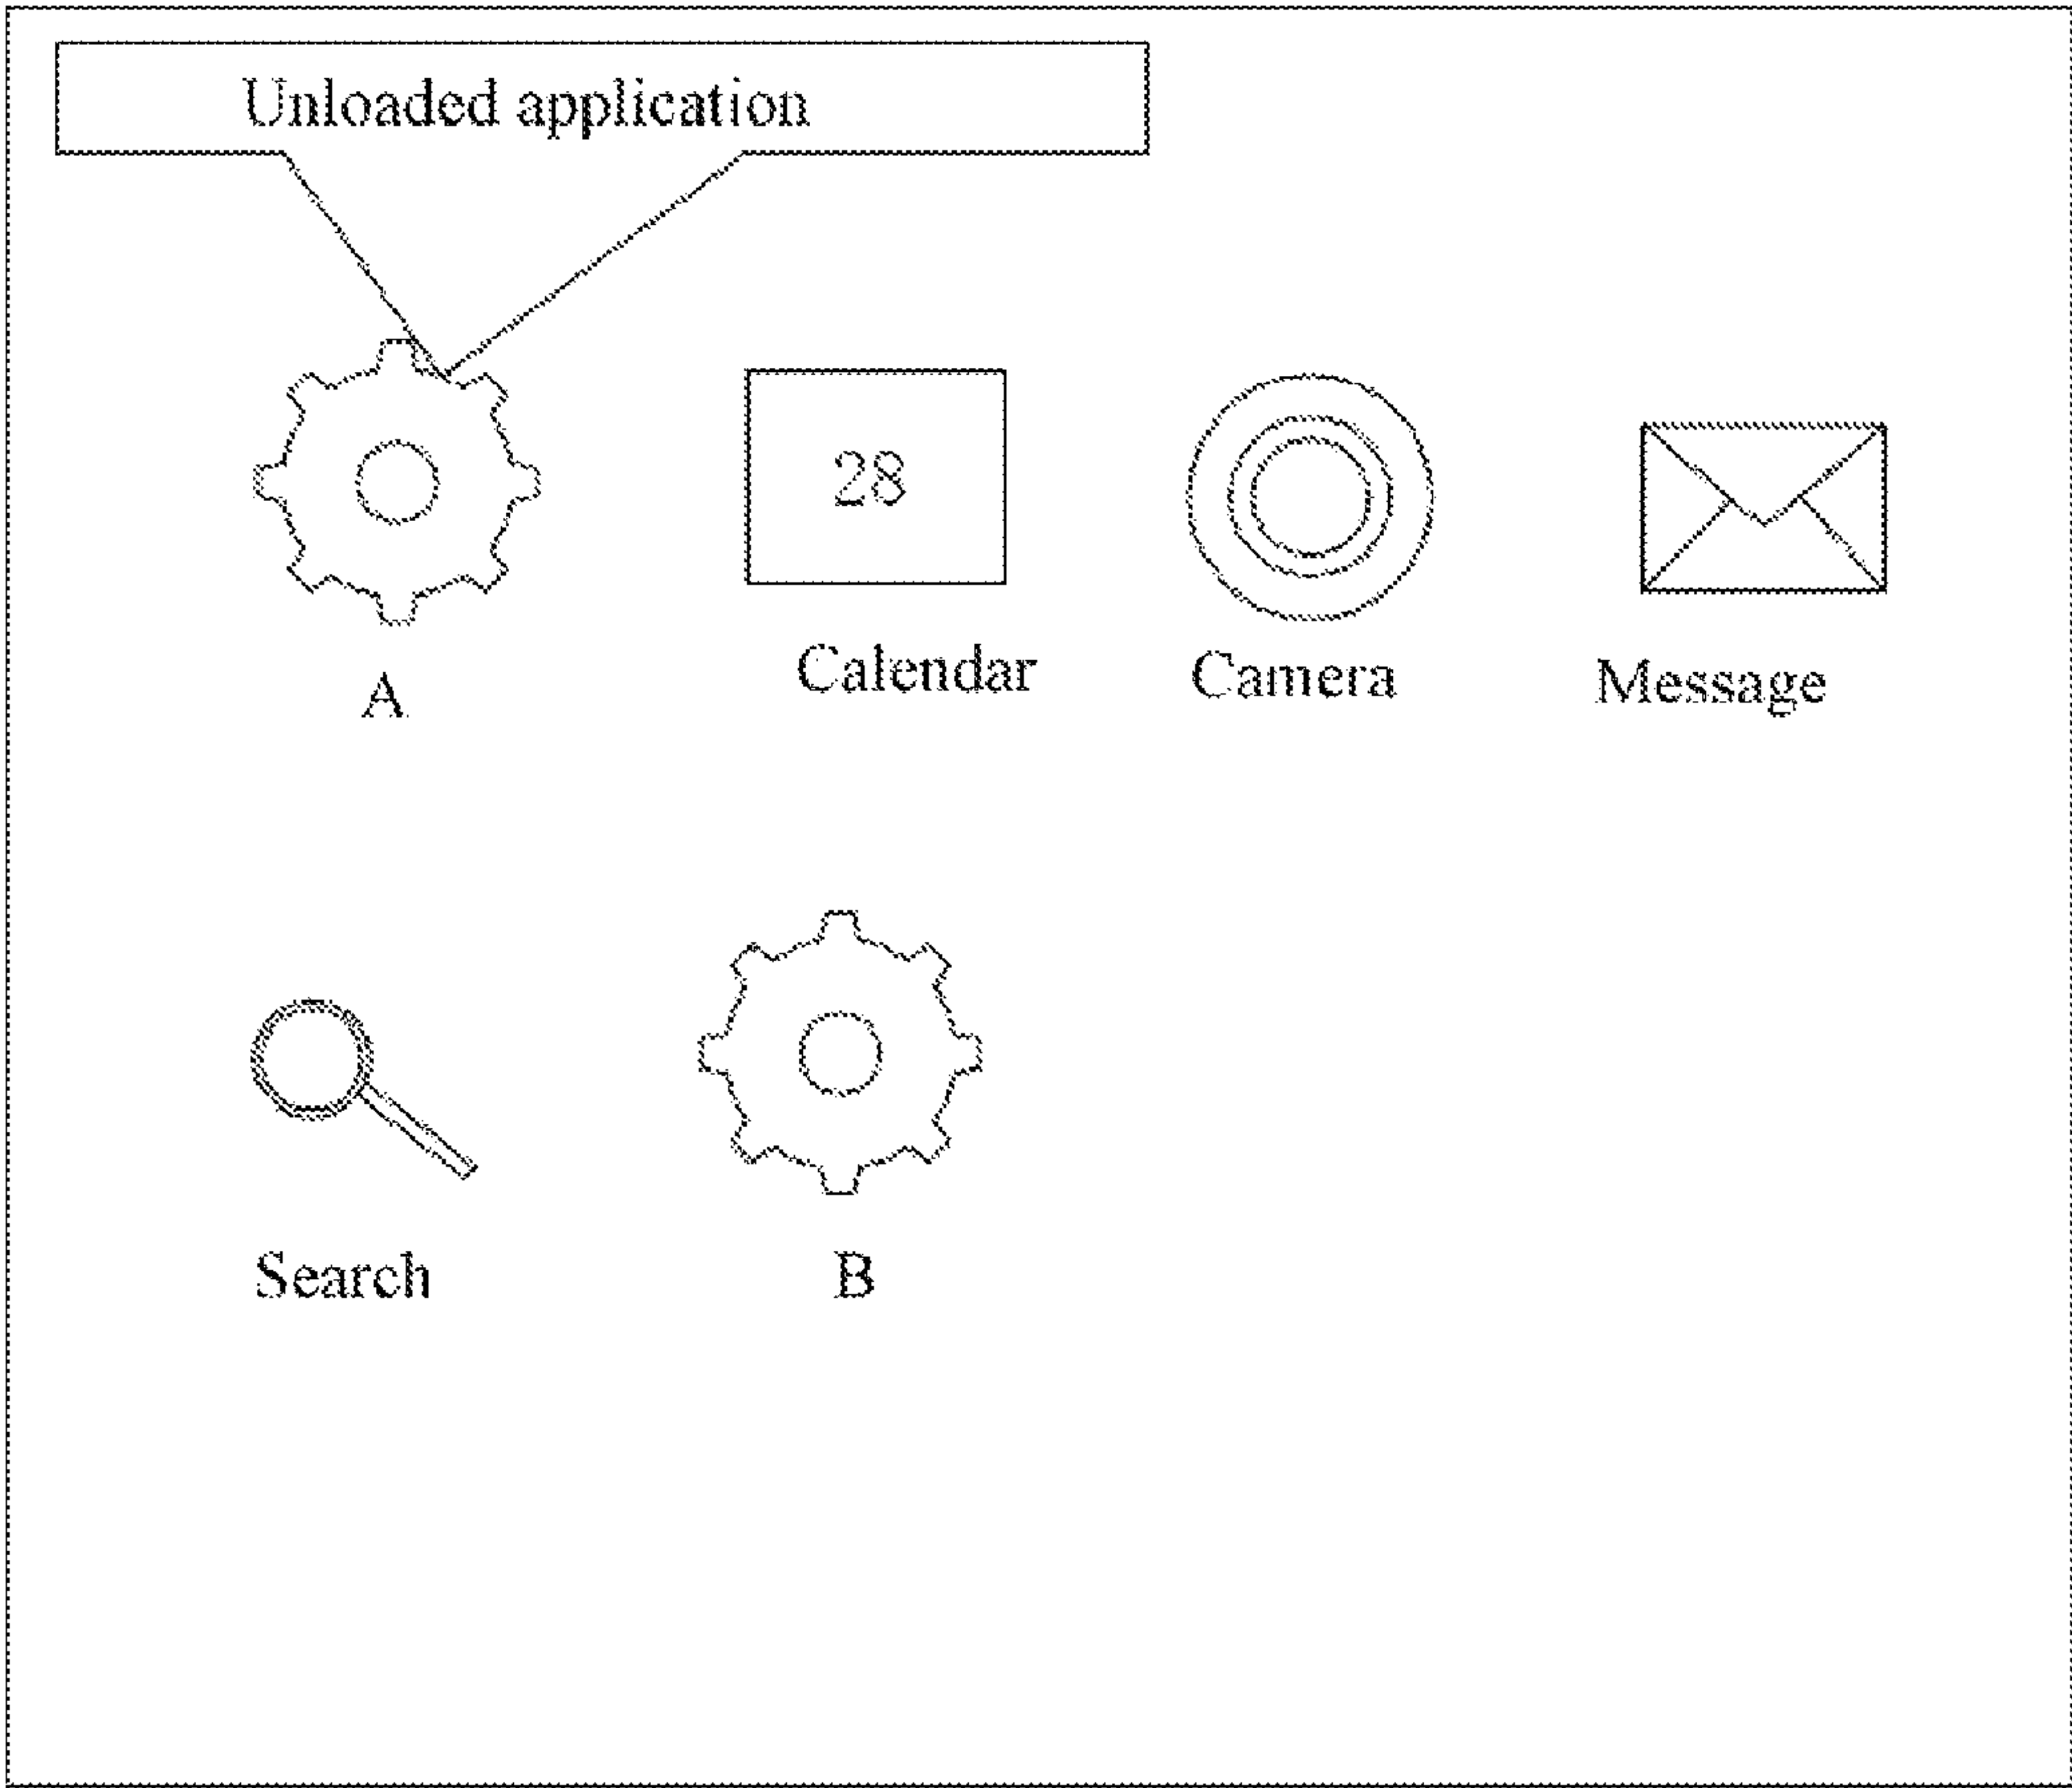 Unloaded application
28
A
Calendar
Camera
Message
Search
B